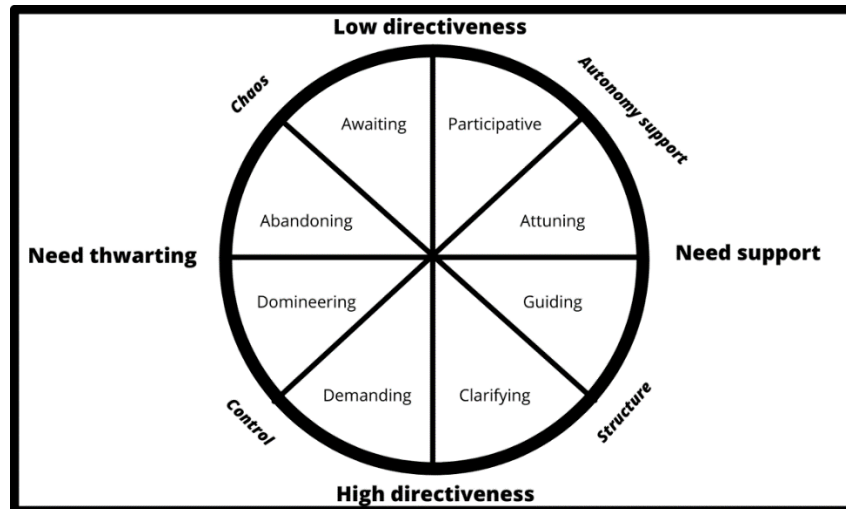 Low directiveness
Chaos
Autonomy support
Awaiting
Participative
Abandoning
Attuning
Need thwarting
Need support
Domineering
Guiding
Demanding
Clarifying
Control
Structure
High directiveness